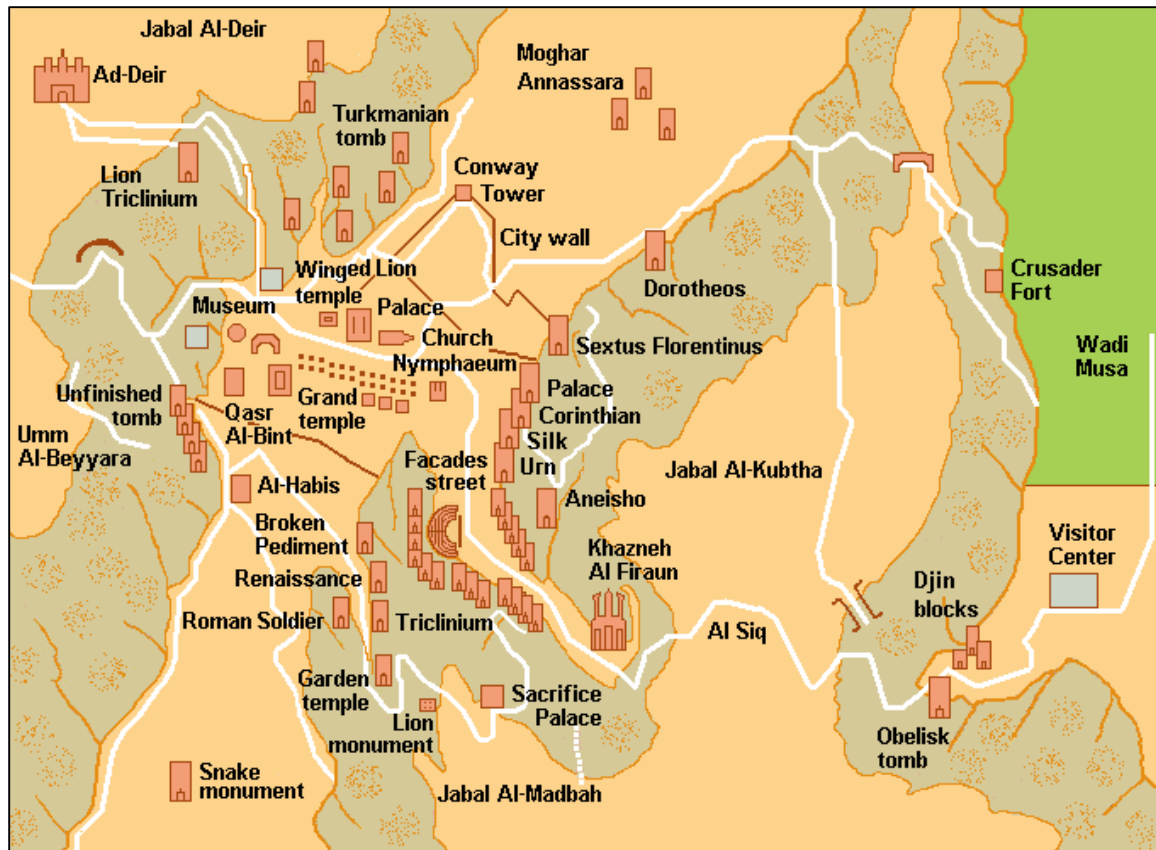 Jabal Al-Deir
Ad-Deir
Moghar
Annassara
Turkmanian
tomb
Lion
Triclinium
Conway
Tower
City wall
Winged Lion
temple
Museum
Palace
Church
Nymphaeum
Dorotheos
Crusader
Fort
Sextus Florentinus
Wadi
Musa
Unfinished
tomb
Qasr
Al-Bint
Grand
temple
Palace
Corinthian
Silk
Urn
Umm
Al-Beyyara
Al-Habis
Facades
street
Aneisho
Jabal Al-Kubtha
Broken
Pediment
Khazneh
Al Firaun
Visitor
Center
Renaissance
Djin
blocks
Roman Soldier
Triclinium
Al Siq
Garden
temple
Lion
monument
Sacrifice
Palace
Obelisk
tomb
Snake
monument
Jabal Al-Madbah